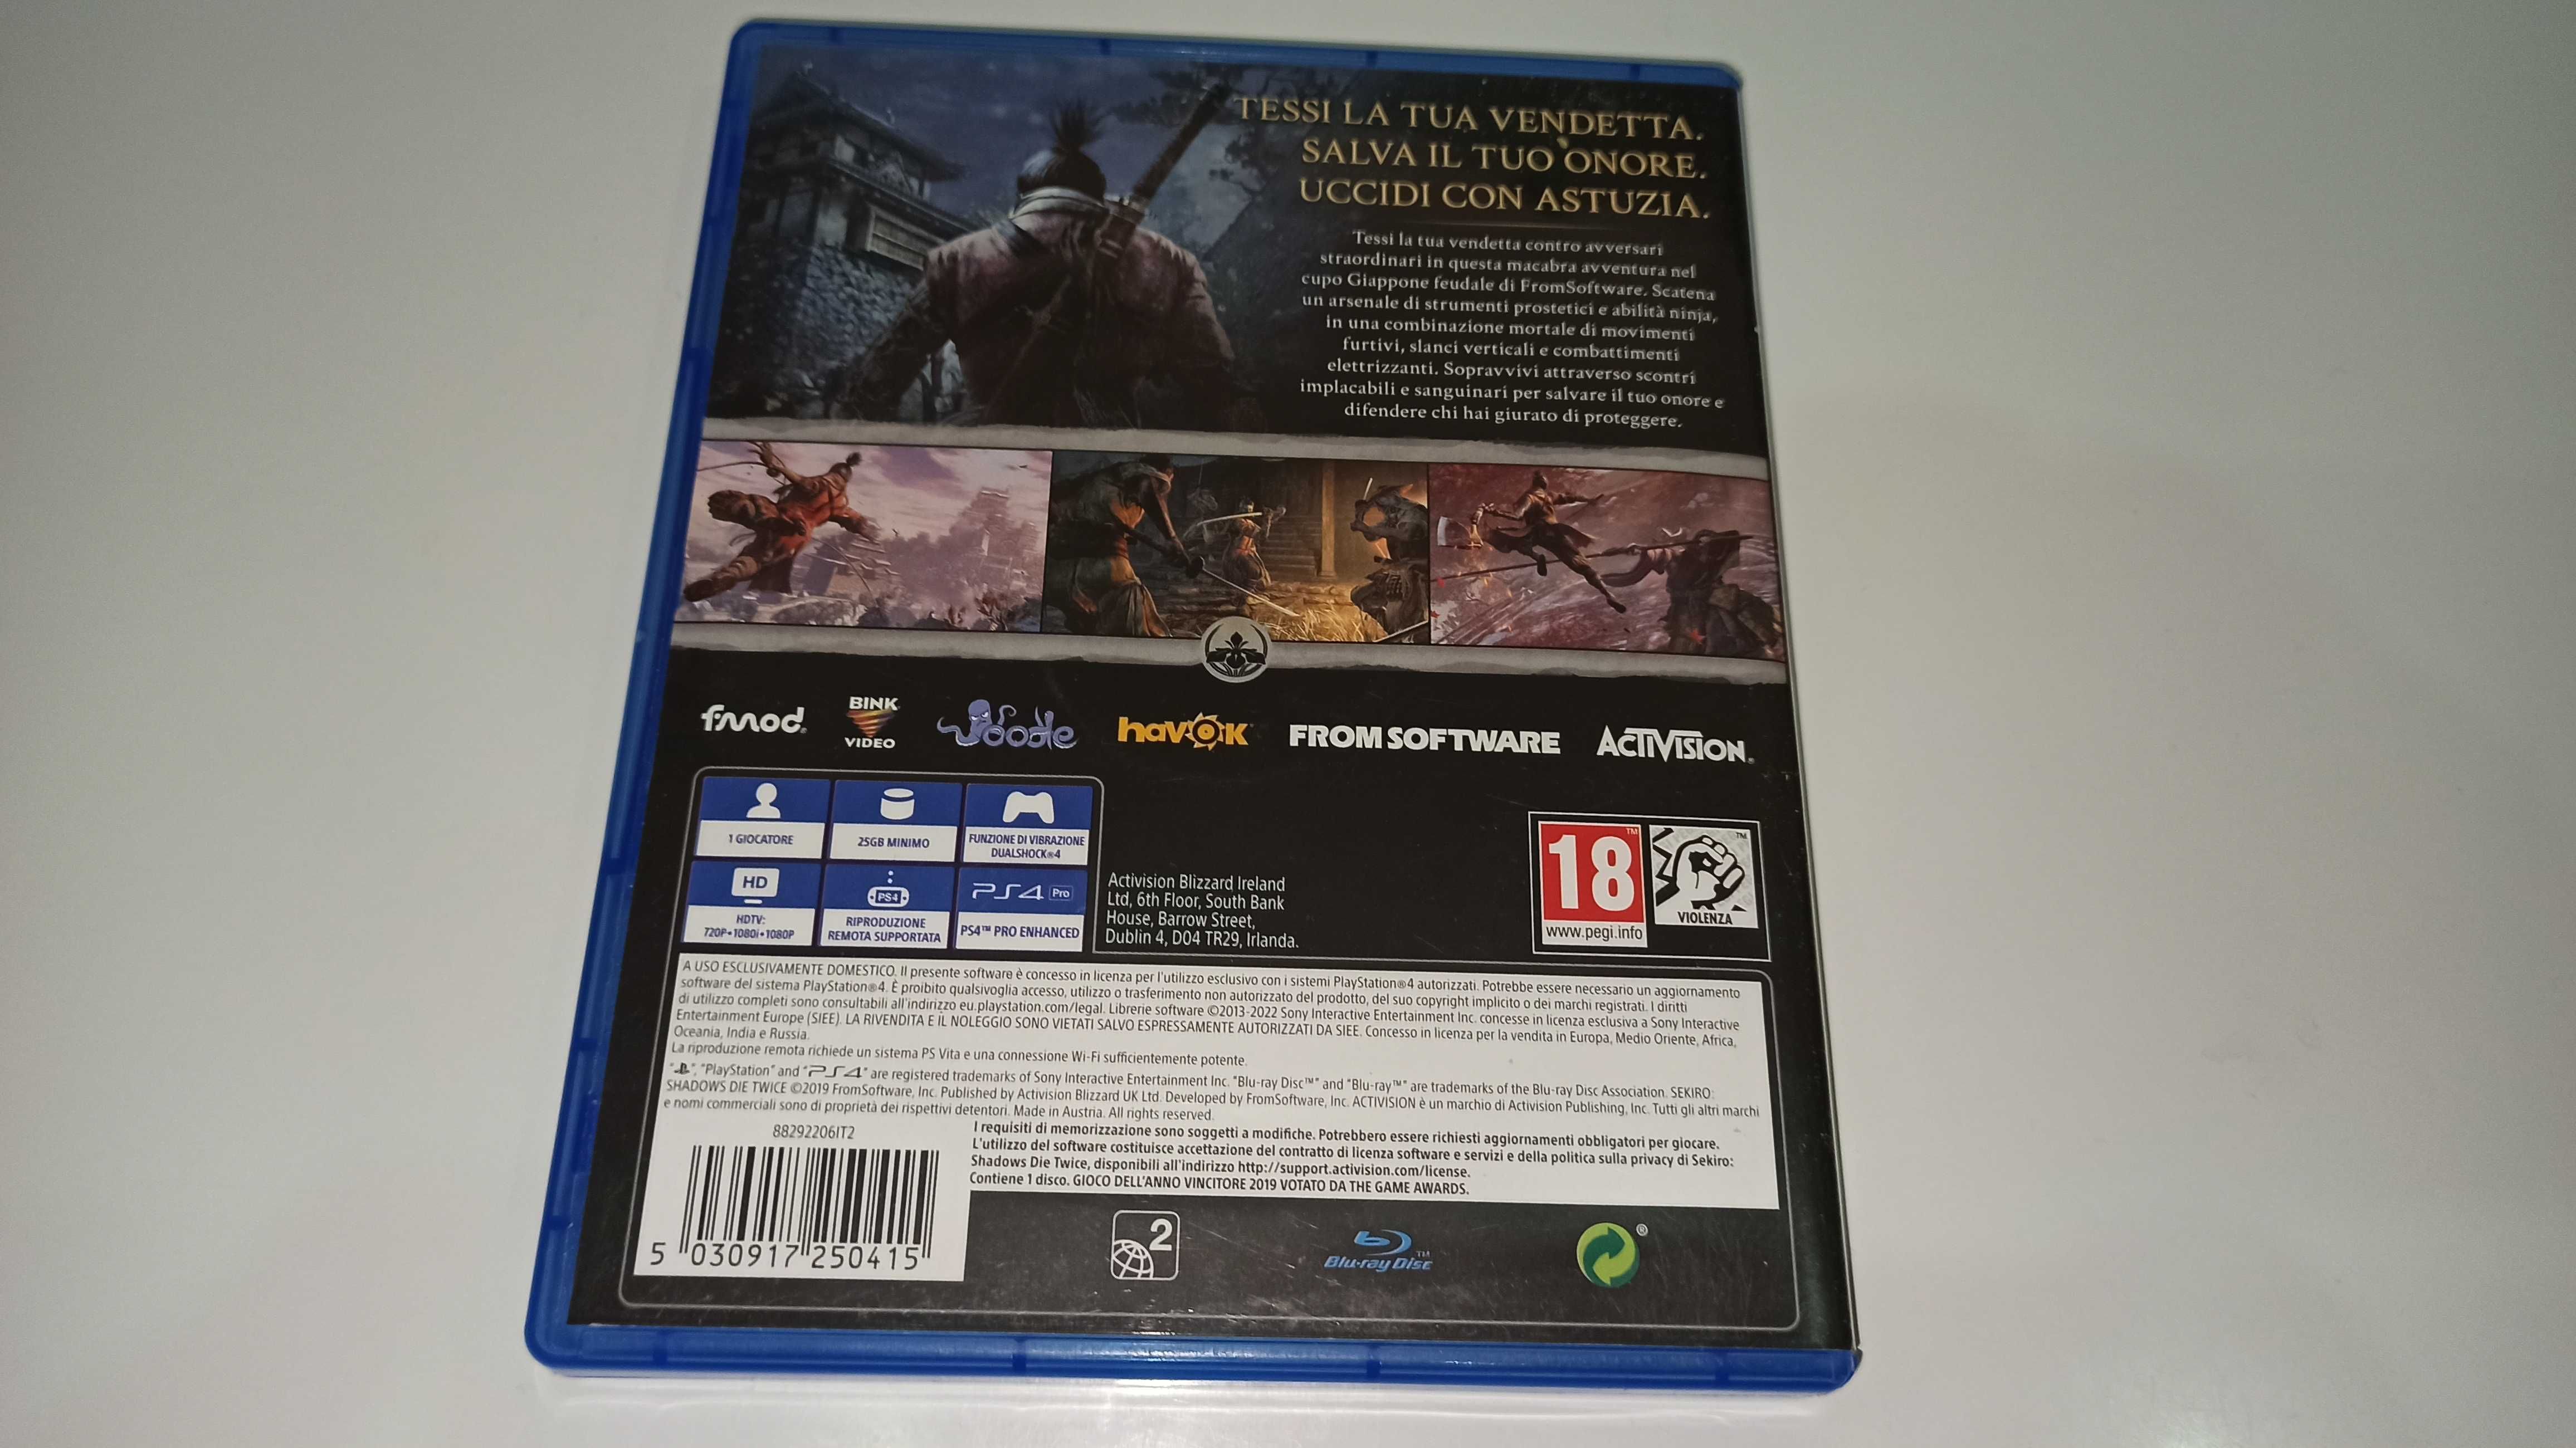 TESSI LA TUA VENDETTA.
SALVA IL TUO ONORE.
UCCIDI CON ASTUZIA.
Tessi la tua vendetta contro avversari
straordinari in questa macabra avventura nel
cupo Giappone feudale di FromSoftware. Scatena
un arsenale di strumenti prostetici e abilità ninja,
in una combinazione mortale di movimenti
furtivi, slanci verticali e combattimenti
elettrizzanti. Sopravvivi attraverso scontri
implacabili e sanguinari per salvare il tuo onore e
difendere chi hai giurato di proteggere.
fmod®
BINK
VIDEO
oodle
havok
FROMSOFTWARE
ACTIVISION®
1 GIOCATORE
25GB MINIMO
FUNZIONE DI VIBRAZIONE
DUALSHOCK®4
HD
HDTV:
720P•1080i•1080P
PS4
RIPRODUZIONE
REMOTA SUPPORTATA
PS4 Pro
PS4™ PRO ENHANCED
Activision Blizzard Ireland
Ltd, 6th Floor, South Bank
House, Barrow Street,
Dublin 4, D04 TR29, Irlanda.
18™
www.pegi.info
™
VIOLENZA
A USO ESCLUSIVAMENTE DOMESTICO. Il presente software è concesso in licenza per l'utilizzo esclusivo con i sistemi PlayStation®4 autorizzati. Potrebbe essere necessario un aggiornamento
software del sistema PlayStation®4. È proibito qualsivoglia accesso, utilizzo o trasferimento non autorizzato del prodotto, del suo copyright implicito o dei marchi registrati. I diritti
di utilizzo completi sono consultabili all'indirizzo eu.playstation.com/legal. Librerie software ©2013-2022 Sony Interactive Entertainment Inc. concesse in licenza esclusiva a Sony Interactive
Entertainment Europe (SIEE). LA RIVENDITA E IL NOLEGGIO SONO VIETATI SALVO ESPRESSAMENTE AUTORIZZATI DA SIEE. Concesso in licenza per la vendita in Europa, Medio Oriente, Africa,
Oceania, India e Russia.
La riproduzione remota richiede un sistema PS Vita e una connessione Wi-Fi sufficientemente potente.
" ", "PlayStation" and "PS4" are registered trademarks of Sony Interactive Entertainment Inc. "Blu-ray Disc™" and "Blu-ray™" are trademarks of the Blu-ray Disc Association. SEKIRO:
SHADOWS DIE TWICE ©2019 FromSoftware, Inc. Published by Activision Blizzard UK Ltd. Developed by FromSoftware, Inc. ACTIVISION è un marchio di Activision Publishing, Inc. Tutti gli altri marchi
e nomi commerciali sono di proprietà dei rispettivi detentori. Made in Austria. All rights reserved.
88292206IT2
I requisiti di memorizzazione sono soggetti a modifiche. Potrebbero essere richiesti aggiornamenti obbligatori per giocare.
L'utilizzo del software costituisce accettazione del contratto di licenza software e servizi e della politica sulla privacy di Sekiro:
Shadows Die Twice, disponibili all'indirizzo http://support.activision.com/license.
Contiene 1 disco. GIOCO DELL'ANNO VINCITORE 2019 VOTATO DA THE GAME AWARDS.
5 030917 250415
2
Blu-ray Disc™
®